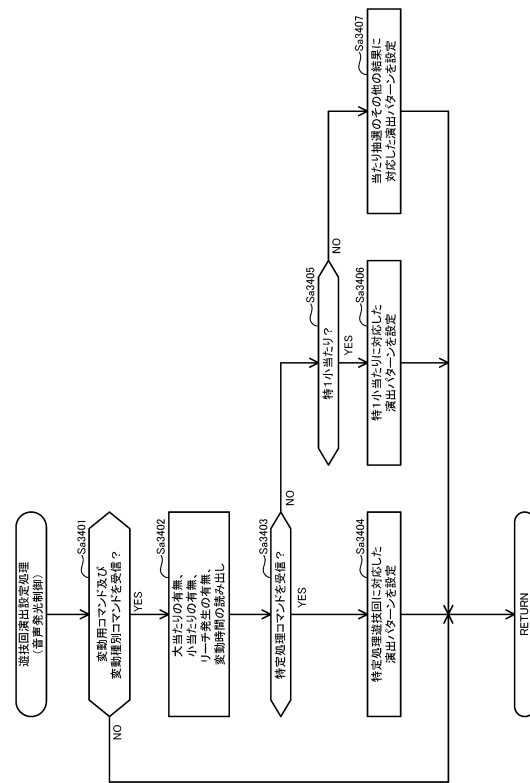 遊技回演出設定処理
(音声発光制御)
Sa3401
変動用コマンド及び
変動種別コマンドを受信？
NO
YES
Sa3402
大当たりの有無、
小当たりの有無、
リーチ発生の有無、
変動時間の読み出し
Sa3403
特定処理コマンドを受信？
NO
YES
Sa3404
特定処理遊技回に対応した
演出パターンを設定
Sa3405
特1小当たり？
NO
YES
Sa3406
特1小当たりに対応した
演出パターンを設定
Sa3407
当たり抽選のその他の結果に
対応した演出パターンを設定
RETURN